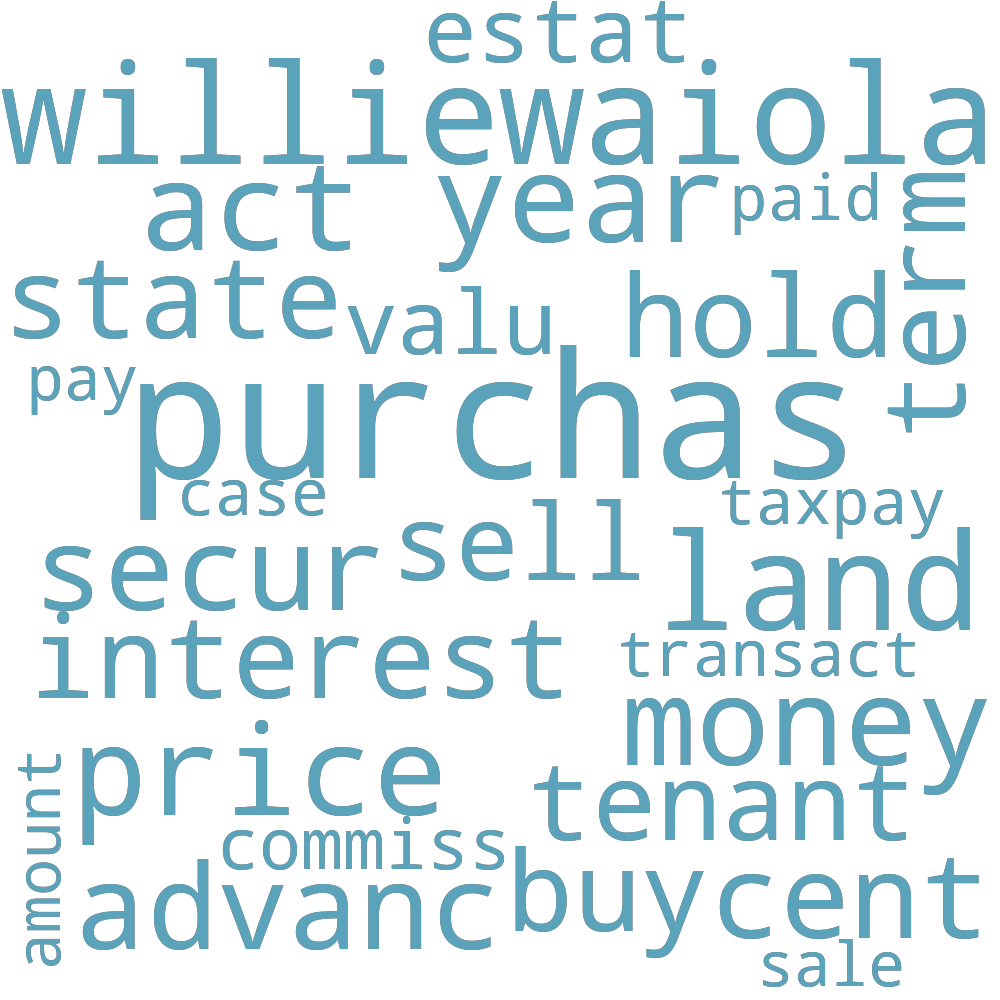 estat
williewaiola
act year paid
term
state valu hold
pay purchas
case taxpay
secur sell land
interest transact
money
price tenant
amount
commiss
advanc buy cent
sale